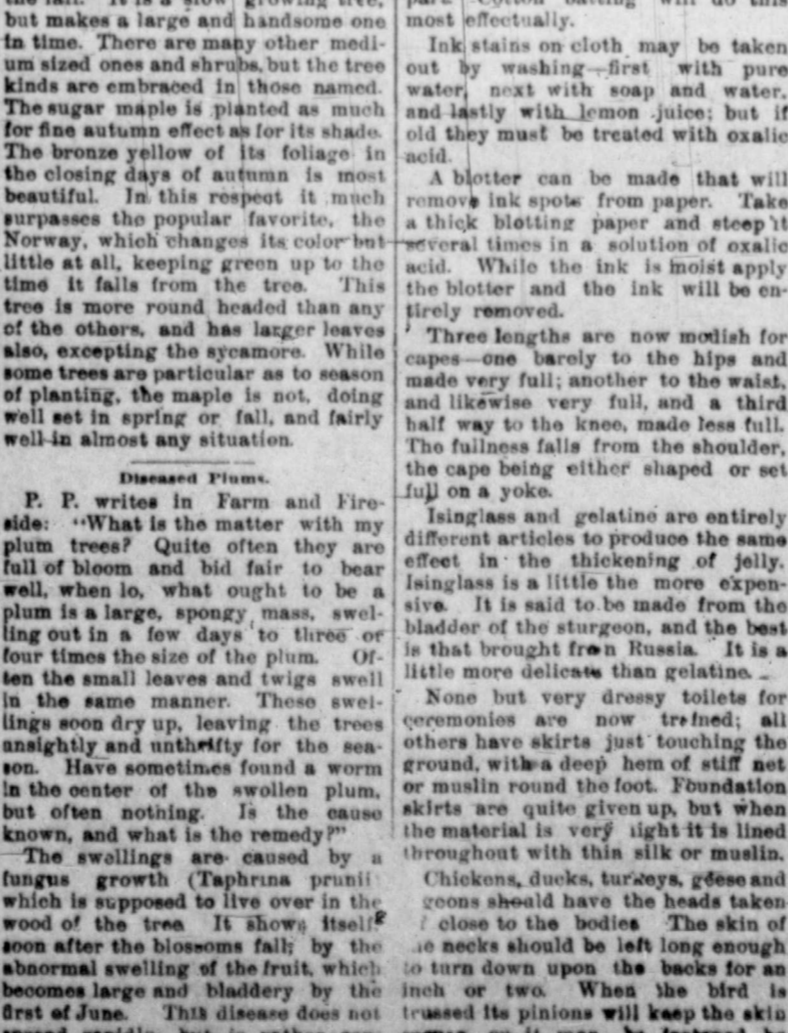 but makes a large and handsome one
in time. There are many other medi-
um sized ones and shrubs, but the tree
kinds are embraced in those named.
The sugar maple is planted as much
for fine autumn effect as for its shade.
The bronze yellow of its foliage in
the closing days of autumn is most
beautiful. In this respect it much
surpasses the popular favorite, the
Norway, which changes its color but
little at all, keeping green up to the
time it falls from the tree. This
tree is more round headed than any
of the others, and has larger leaves
also, excepting the sycamore. While
some trees are particular as to season
of planting, the maple is not, doing
well set in spring or fall, and fairly
well in almost any situation.
Diseased Plums.
P. P. writes in Farm and Fire-
side: "What is the matter with my
plum trees? Quite often they are
full of bloom and bid fair to bear
well, when lo, what ought to be a
plum is a large, spongy mass, swel-
ling out in a few days to three or
four times the size of the plum. Of-
ten the small leaves and twigs swell
in the same manner. These swel-
lings soon dry up, leaving the trees
unsightly and unthrifty for the sea-
son. Have sometimes found a worm
in the center of the swollen plum,
but often nothing. Is the cause
known, and what is the remedy?"
The swellings are caused by a
fungus growth (Taphrina prunii
which is supposed to live over in the
wood of the tree It shows itself
soon after the blossoms fall; by the
abnormal swelling of the fruit, which
becomes large and bladdery by the
first of June. This disease does not
most effectually.
Ink stains on cloth may be taken
out by washing—first with pure
water, next with soap and water,
and lastly with lemon juice; but if
old they must be treated with oxalic
acid.
A blotter can be made that will
remove ink spots from paper. Take
a thick blotting paper and steep it
several times in a solution of oxalic
acid. While the ink is moist apply
the blotter and the ink will be en-
tirely removed.
Three lengths are now modish for
capes—one barely to the hips and
made very full; another to the waist,
and likewise very full, and a third
half way to the knee, made less full.
The fullness falls from the shoulder,
the cape being either shaped or set
full on a yoke.
Isinglass and gelatine are entirely
different articles to produce the same
effect in the thickening of jelly.
Isinglass is a little the more expen-
sive. It is said to be made from the
bladder of the sturgeon, and the best
is that brought from Russia. It is a
little more delicate than gelatine.
None but very dressy toilets for
ceremonies are now trained; all
others have skirts just touching the
ground, with a deep hem of stiff net
or muslin round the foot. Foundation
skirts are quite given up, but when
the material is very light it is lined
throughout with thin silk or muslin.
Chickens, ducks, turkeys, geese and
geons should have the heads taken
close to the bodies The skin of
necks should be left long enough
to turn down upon the backs for an
inch or two. When the bird is
trussed its pinions will keep the skin